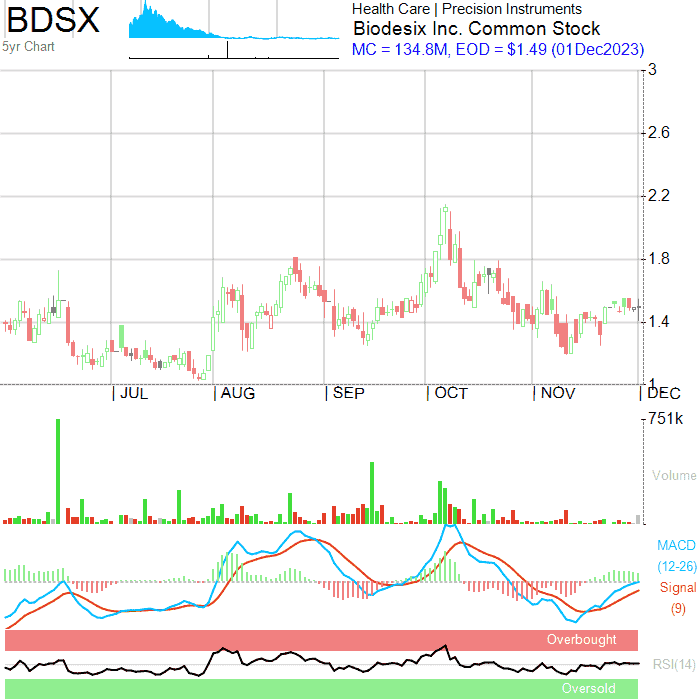 BDSX
5yr Chart
Health Care | Precision Instruments
Biodesix Inc. Common Stock
MC = 134.8M, EOD = $1.49 (01Dec2023)
3
2.6
2.2
1.8
1.4
1
JUL AUG SEP OCT NOV DEC
751k
Volume
MACD
(12-26)
Signal
(9)
Overbought
RSI(14)
Oversold